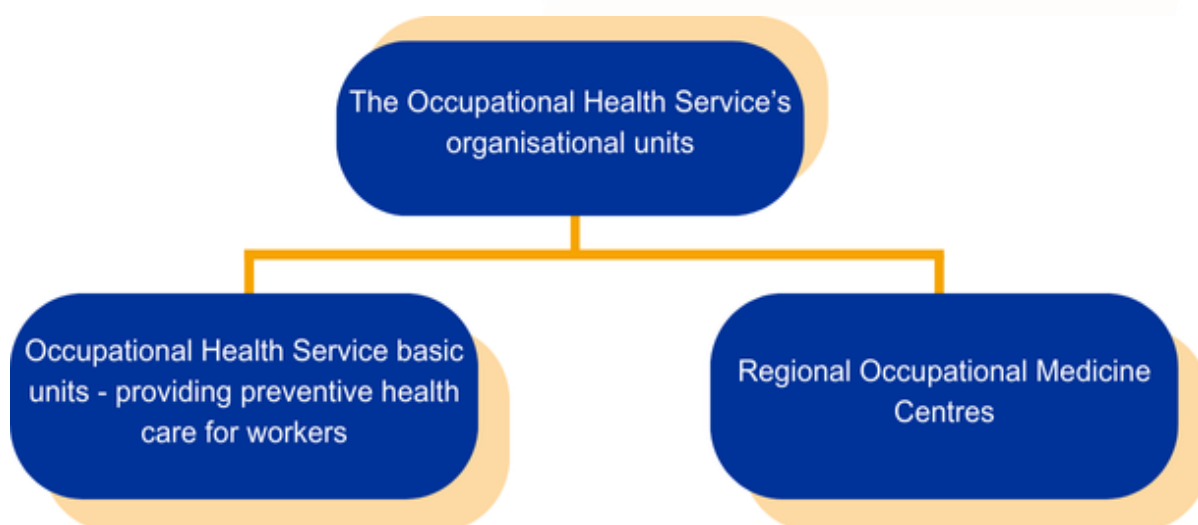 The Occupational Health Service’s
organisational units
Occupational Health Service basic
units - providing preventive health
care for workers
Regional Occupational Medicine
Centres